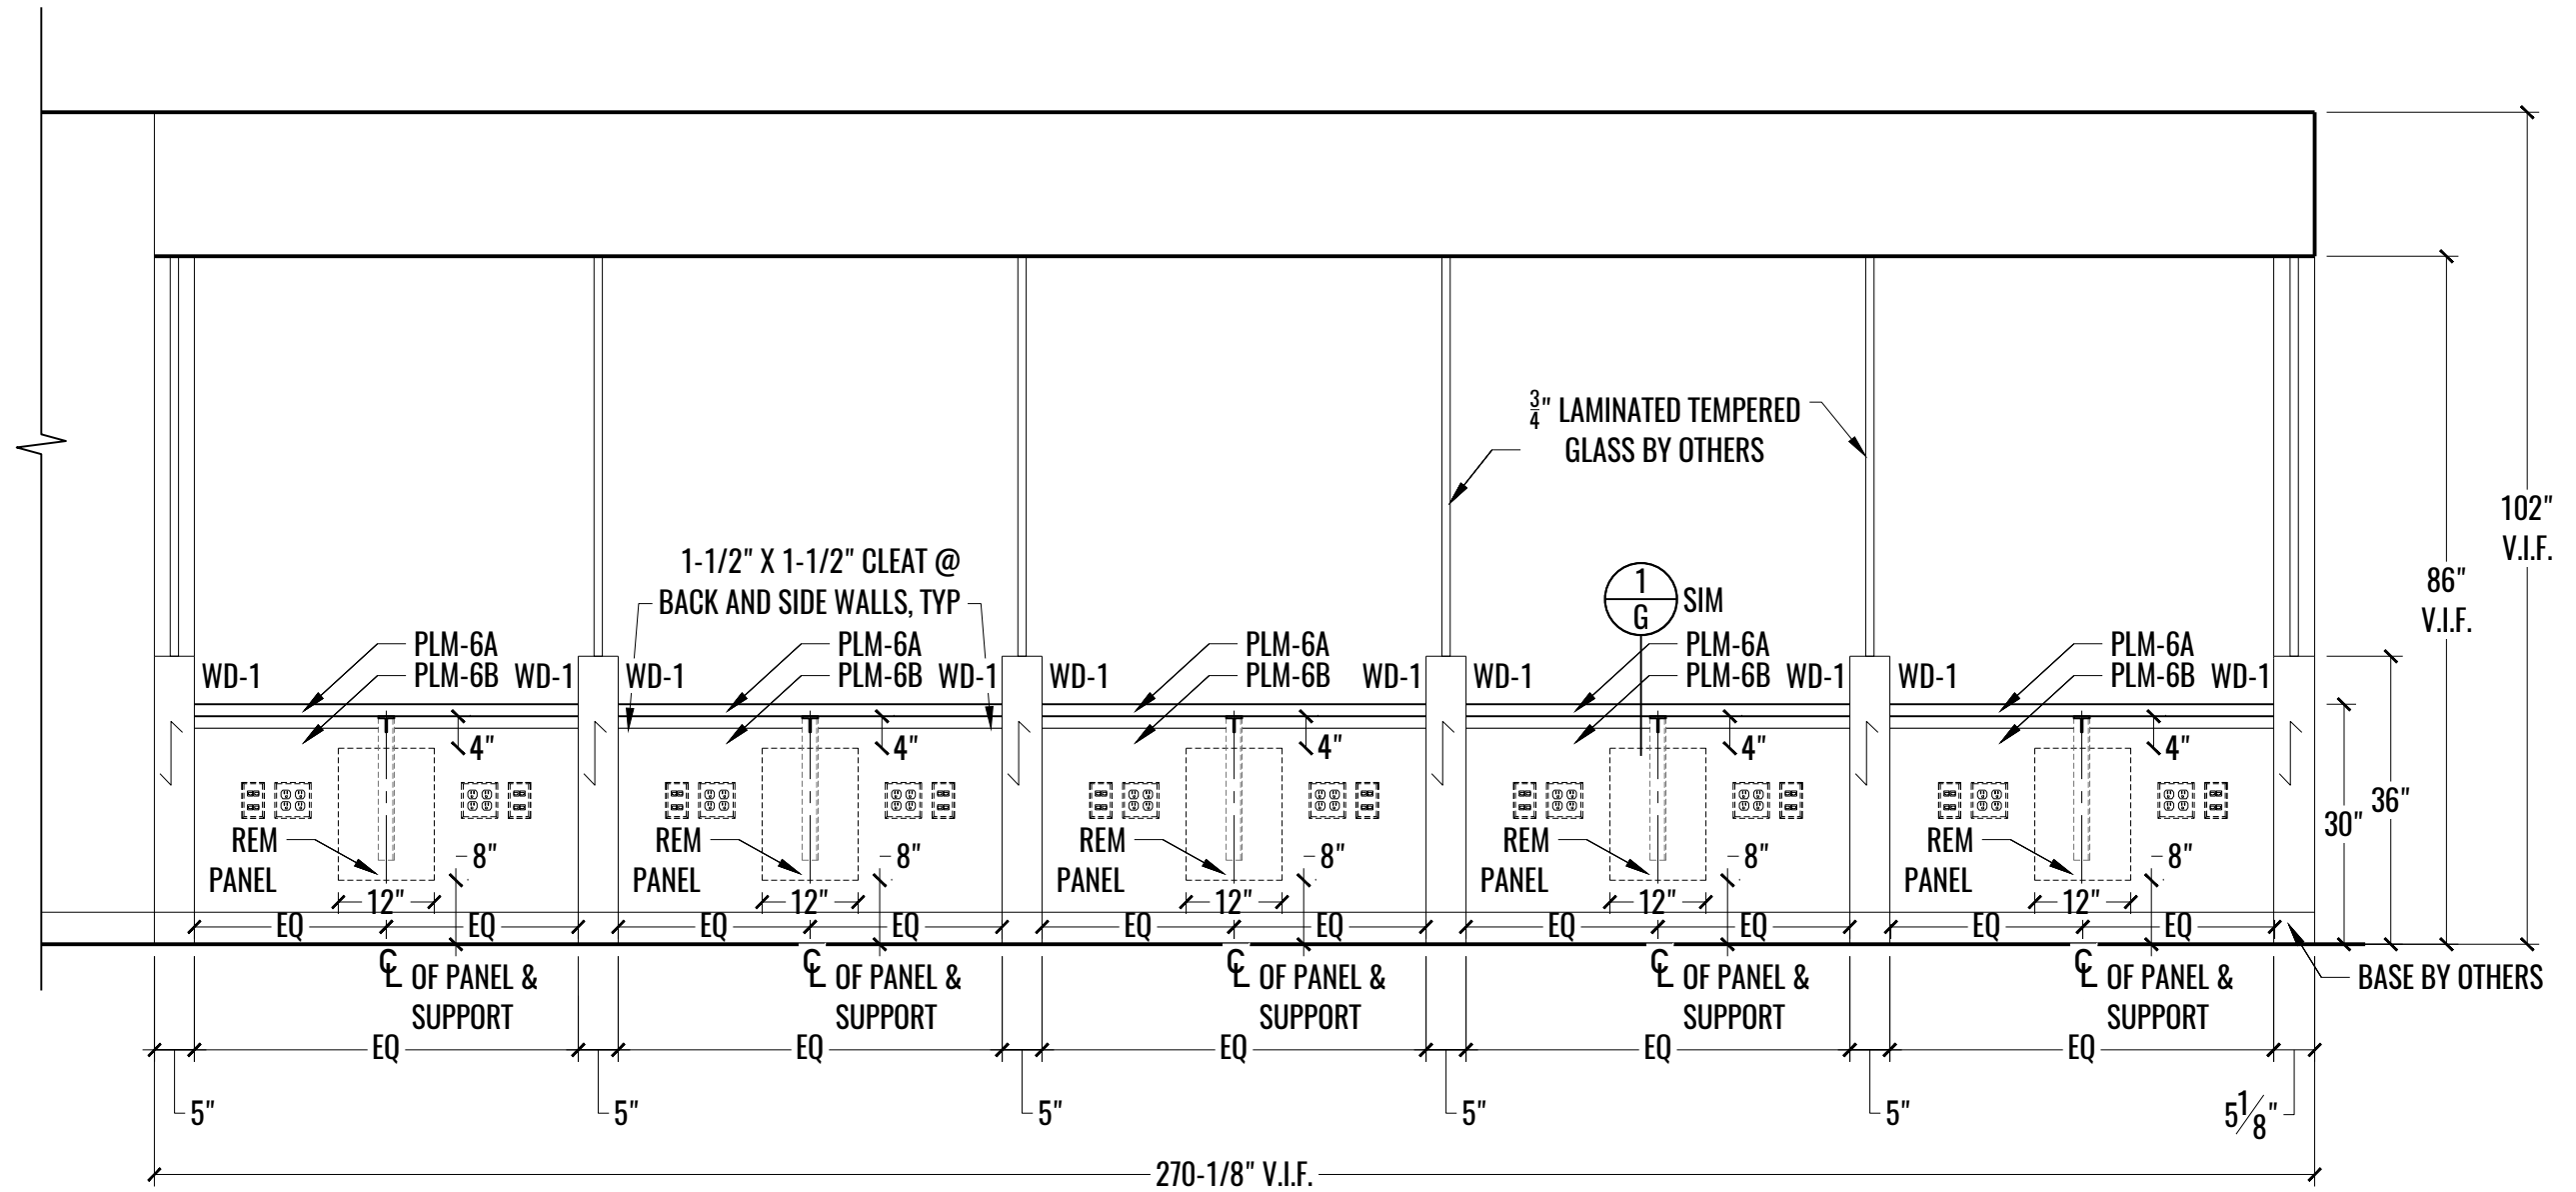 3/4" LAMINATED TEMPERED
GLASS BY OTHERS
102"
V.I.F.
86"
V.I.F.
1-1/2" X 1-1/2" CLEAT @
BACK AND SIDE WALLS, TYP
1
G
SIM
PLM-6A
PLM-6A
PLM-6A
PLM-6A
PLM-6A
WD-1
PLM-6B
WD-1
WD-1
PLM-6B
WD-1
WD-1
PLM-6B
WD-1
WD-1
PLM-6B
WD-1
WD-1
PLM-6B
WD-1
4"
4"
4"
4"
4"
36"
30"
REM
PANEL
8"
REM
PANEL
8"
REM
PANEL
8"
REM
PANEL
8"
REM
PANEL
8"
12"
12"
12"
12"
12"
EQ
EQ
EQ
EQ
EQ
EQ
EQ
EQ
EQ
EQ
CL OF PANEL &
SUPPORT
CL OF PANEL &
SUPPORT
CL OF PANEL &
SUPPORT
CL OF PANEL &
SUPPORT
CL OF PANEL &
SUPPORT
BASE BY OTHERS
EQ
EQ
EQ
EQ
EQ
5"
5"
5"
5"
5"
5 1/8"
270-1/8" V.I.F.